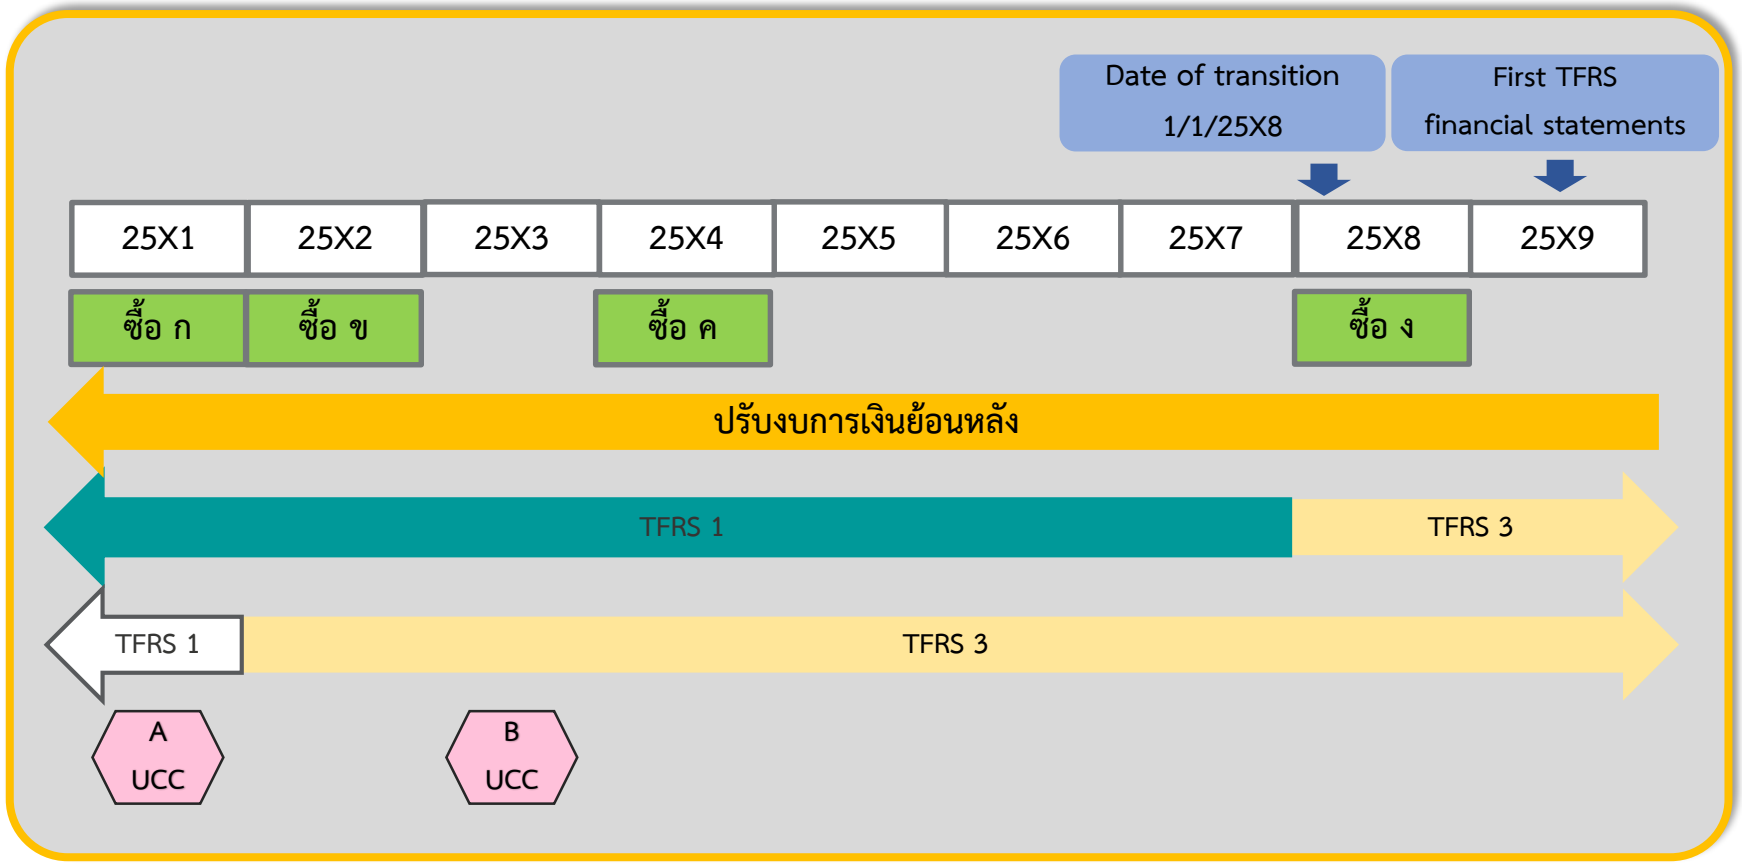 Date of transition
1/1/25X8
First TFRS
financial statements
25X1
25X2
25X3
25X4
25X5
25X6
25X7
25X8
25X9
ซื้อ ก
ซื้อ ข
ซื้อ ค
ซื้อ ง
ปรับงบการเงินย้อนหลัง
TFRS 1
TFRS 3
TFRS 1
TFRS 3
A
UCC
B
UCC